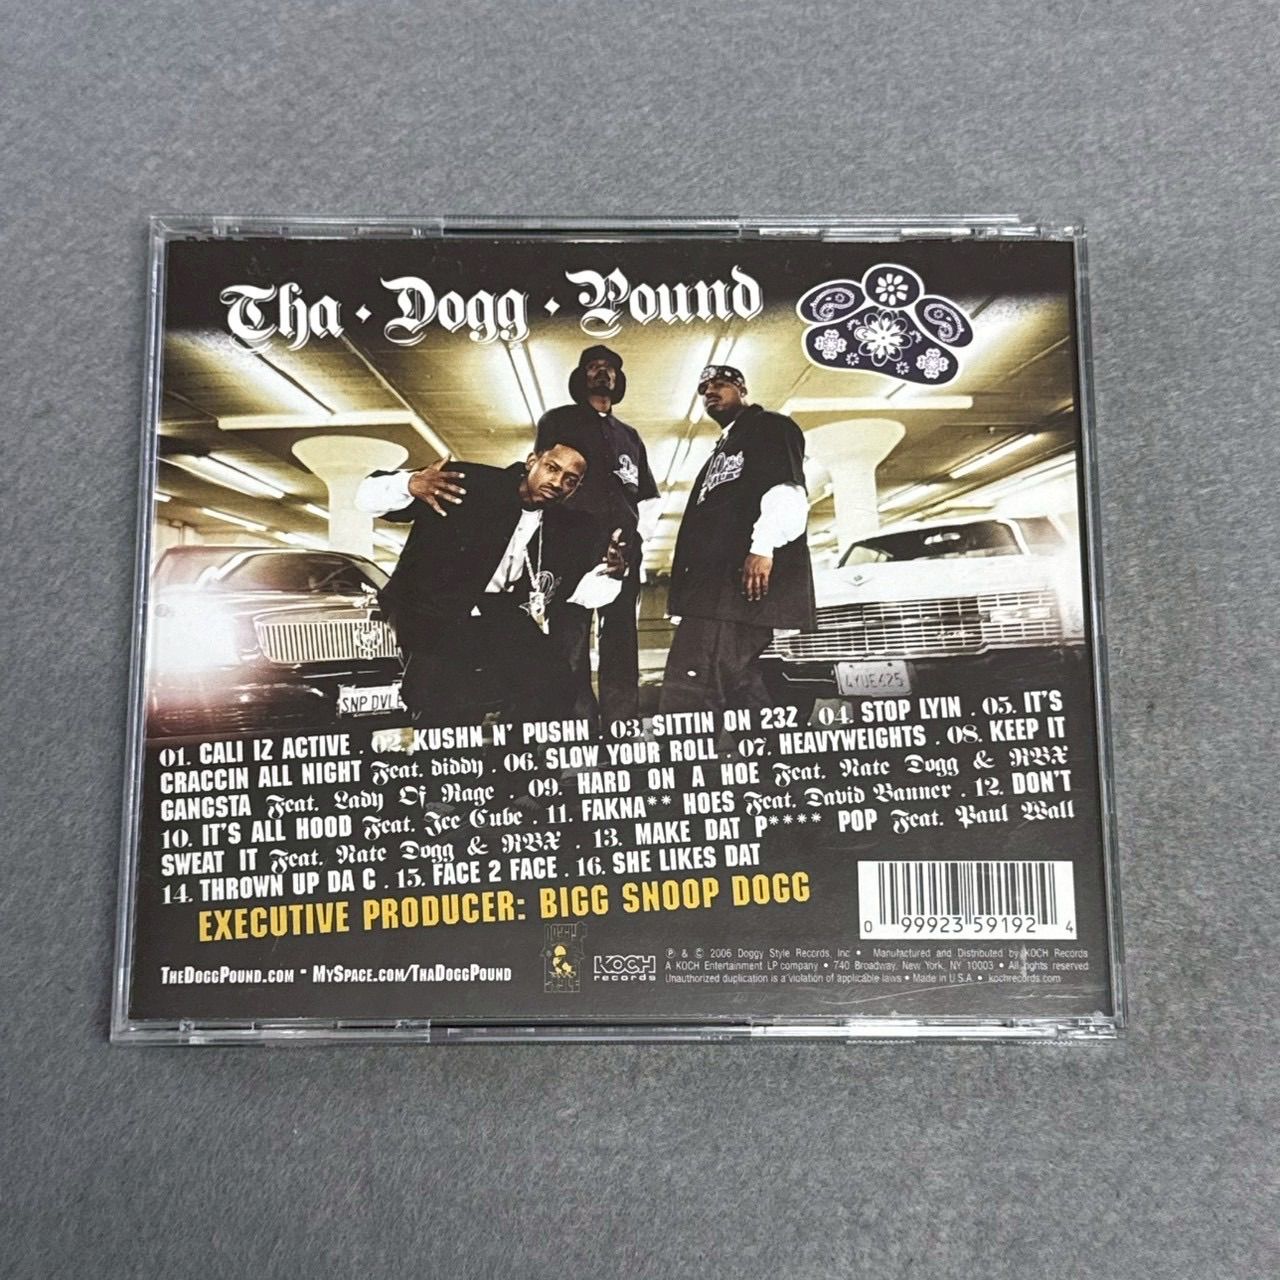 Tha · Dogg · Pound
SNP DVL
4YUE425
01. CALI IZ ACTIVE . 02. KUSHN N' PUSHN . 03. SITTIN ON 23Z . 04. STOP LYIN . 05. IT'S
CRACCIN ALL NIGHT Feat. diddy . 06. SLOW YOUR ROLL . 07. HEAVYWEIGHTS . 08. KEEP IT
GANGSTA Feat. Lady Of Rage . 09. HARD ON A HOE Feat. Nate Dogg & RBX
10. IT'S ALL HOOD Feat. Ice Cube . 11. FAKNA** HOES Feat. David Banner . 12. DON'T
SWEAT IT Feat. Nate Dogg & RBX . 13. MAKE DAT P**** POP Feat. Paul Wall
14. THROWN UP DA C . 15. FACE 2 FACE . 16. SHE LIKES DAT
EXECUTIVE PRODUCER: BIGG SNOOP DOGG
0 99923 59192 4
THEDOGGPOUND.COM - MYSPACE.COM/THADOGGPOUND
KOCH
records
℗ & © 2006 Doggy Style Records, Inc • Manufactured and Distributed by KOCH Records
A KOCH Entertainment LP company • 740 Broadway, New York, NY 10003 • All rights reserved
Unauthorized duplication is a violation of applicable laws • Made in U.S.A. • kochrecords.com